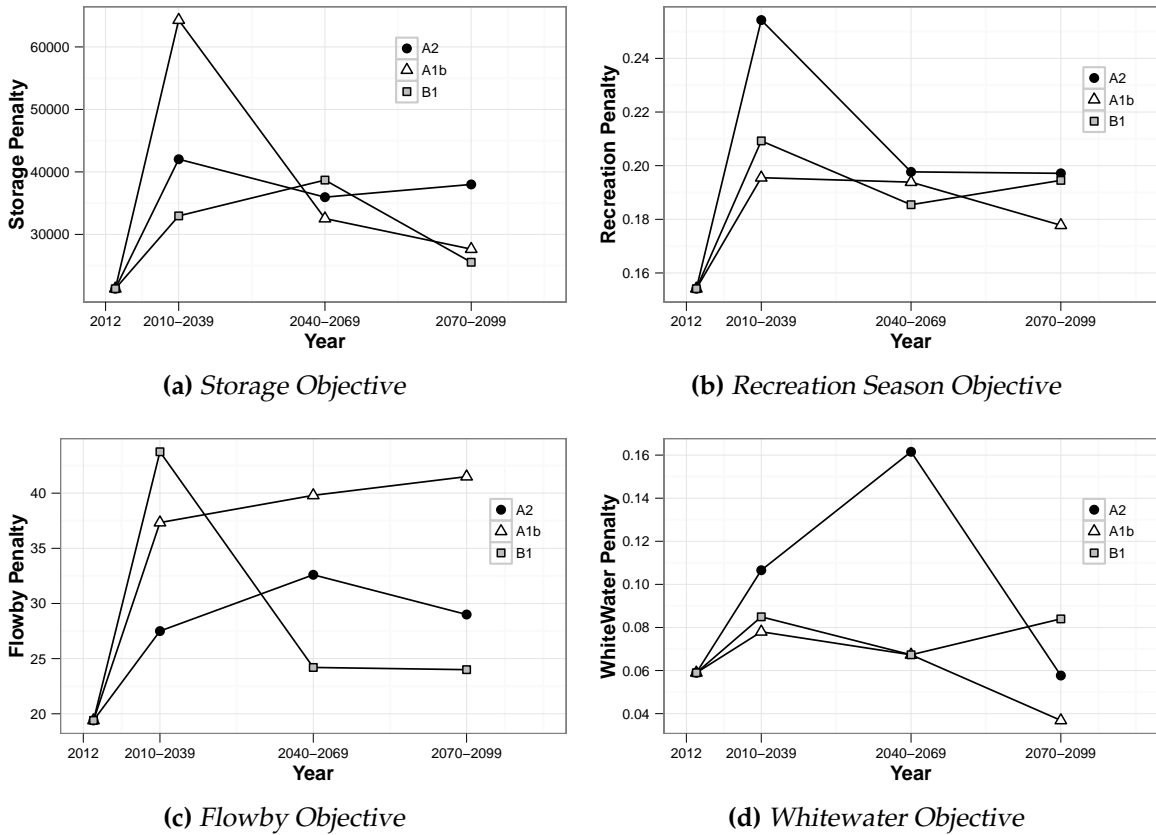 Storage Penalty
60000
50000
40000
30000
A2
A1b
B1
2012
2010–2039
2040–2069
2070–2099
Year
(a) Storage Objective
Recreation Penalty
0.24
0.22
0.20
0.18
0.16
A2
A1b
B1
2012
2010–2039
2040–2069
2070–2099
Year
(b) Recreation Season Objective
Flowby Penalty
40
35
30
25
20
A2
A1b
B1
2012
2010–2039
2040–2069
2070–2099
Year
(c) Flowby Objective
WhiteWater Penalty
0.16
0.14
0.12
0.10
0.08
0.06
0.04
A2
A1b
B1
2012
2010–2039
2040–2069
2070–2099
Year
(d) Whitewater Objective